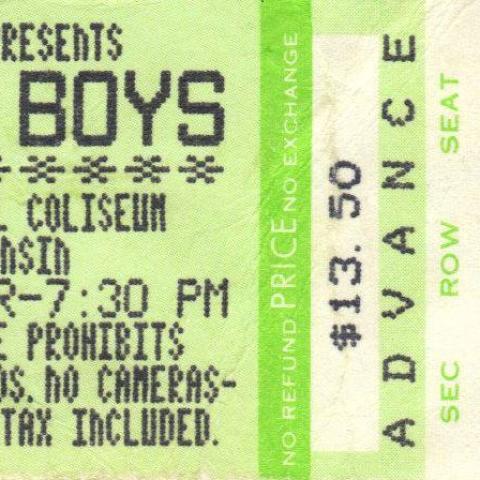 RESENTS
BOYS
*****
L COLISEUM
NSIN
R-7:30 PM
E PROHIBITS
OS. NO CAMERAS-
TAX INCLUDED.
NO REFUND PRICE NO EXCHANGE
$13.50
ADVANCE
SEC ROW SEAT